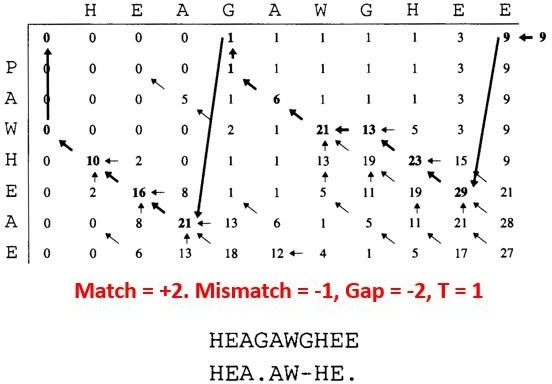 H E A G A W G H E E
0 0 0 0 1 1 1 1 1 3 9 9
P 0 0 0 0 1 1 1 1 1 3 9
A 0 0 0 5 1 6 1 1 1 3 9
W 0 0 0 0 2 1 21 13 5 3 9
H 0 10 2 0 1 1 13 19 23 15 9
E 0 2 16 8 1 1 5 11 19 29 21
A 0 0 8 21 13 6 1 5 11 21 28
E 0 0 6 13 18 12 4 1 5 17 27
Match = +2. Mismatch = -1, Gap = -2, T = 1
HEAGAWGHEE
HEA.AW-HE.